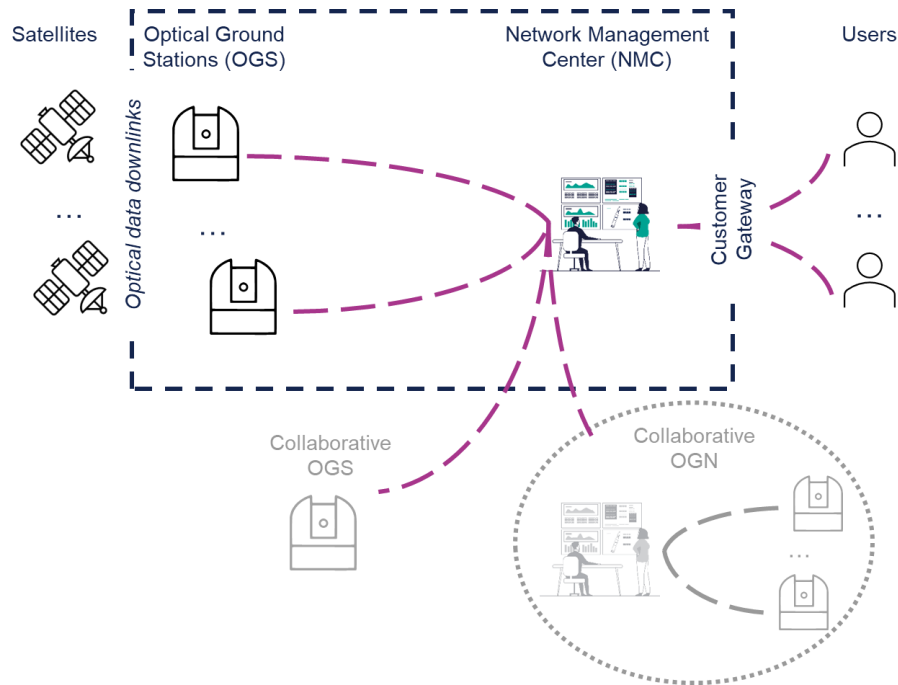 Satellites
Optical Ground
Stations (OGS)
Network Management
Center (NMC)
Users
Optical data downlinks
...
...
Customer
Gateway
...
Collaborative
OGS
Collaborative
OGN
...